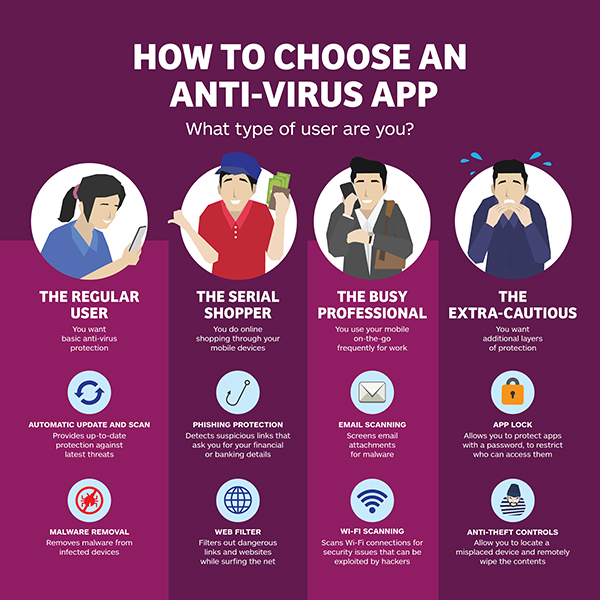 HOW TO CHOOSE AN
ANTI-VIRUS APP
What type of user are you?
THE REGULAR
USER
You want
basic anti-virus
protection
AUTOMATIC UPDATE AND SCAN
Provides up-to-date
protection against
latest threats
MALWARE REMOVAL
Removes malware from
infected devices
THE SERIAL
SHOPPER
You do online
shopping through your
mobile devices
PHISHING PROTECTION
Detects suspicious links that
ask you for your financial
or banking details
WEB FILTER
Filters out dangerous
links and websites
while surfing the net
THE BUSY
PROFESSIONAL
You use your mobile
on-the-go
frequently for work
EMAIL SCANNING
Screens email
attachments
for malware
WI-FI SCANNING
Scans Wi-Fi connections for
security issues that can be
exploited by hackers
THE
EXTRA-CAUTIOUS
You want
additional layers
of protection
APP LOCK
Allows you to protect apps
with a password, to restrict
who can access them
ANTI-THEFT CONTROLS
Allow you to locate a
misplaced device and remotely
wipe the contents